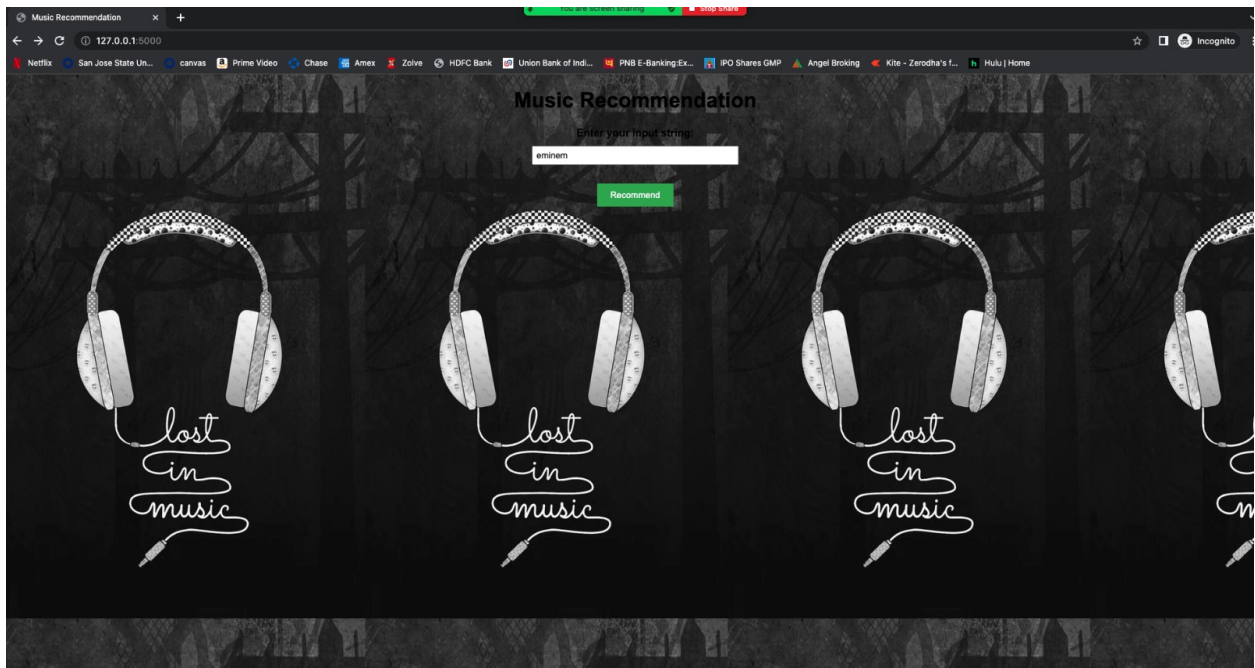 You are screen sharing Stop Share
Music Recommendation
127.0.0.1:5000
Incognito
Netflix San Jose State Un... canvas Prime Video Chase Amex Zolve HDFC Bank Union Bank of Indi... PNB E-Banking:Ex... IPO Shares GMP Angel Broking Kite - Zerodha's f... Hulu | Home
Music Recommendation
Enter your input string:
eminem
Recommend
lost lost lost
in in in
music music music m